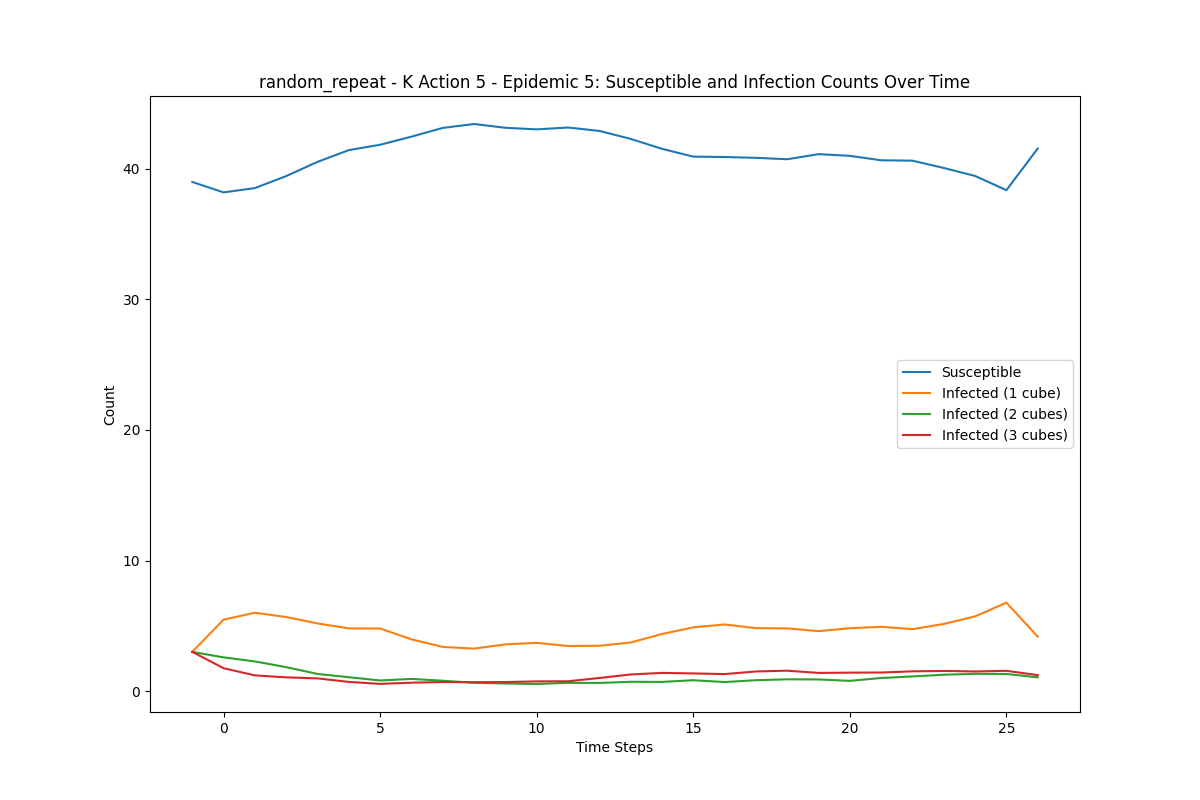 random_repeat - K Action 5 - Epidemic 5: Susceptible and Infection Counts Over Time
Count
40
30
20
10
0
Susceptible
Infected (1 cube)
Infected (2 cubes)
Infected (3 cubes)
0 5 10 15 20 25
Time Steps